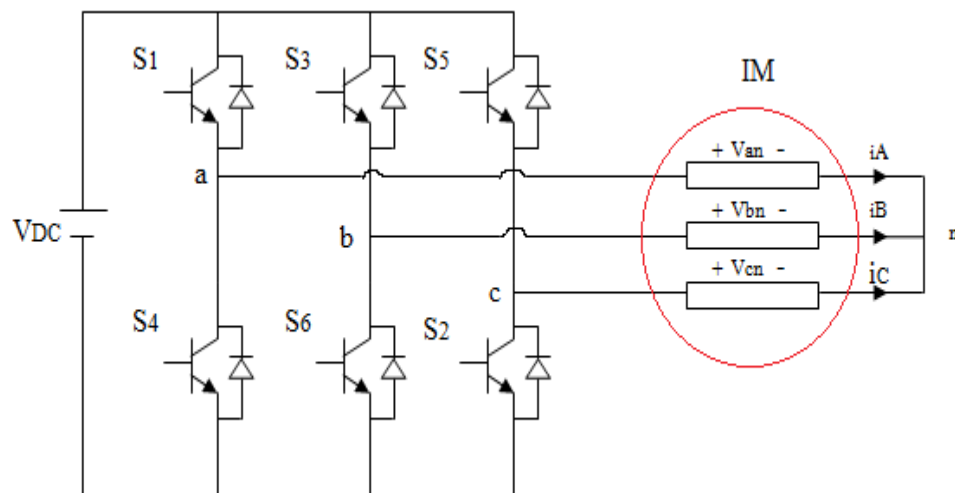 S1
S3
S5
IM
+ Van -
iA
a
+ Vbn -
iB
VDC
b
n
+ Vcn -
iC
c
S4
S6
S2